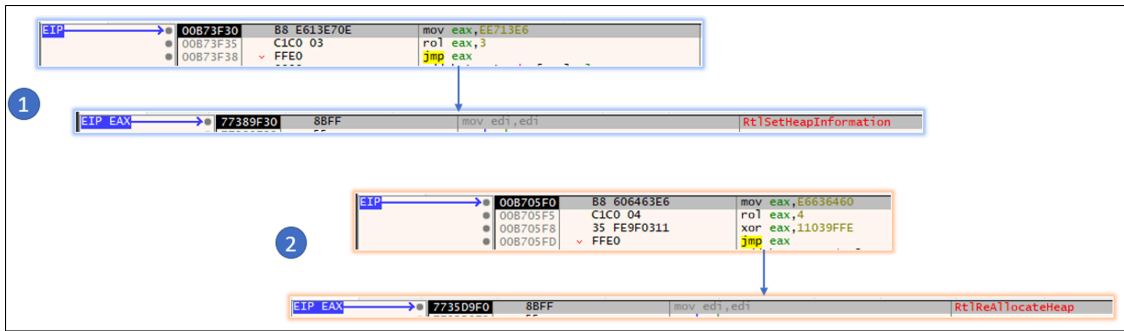 EIP 00B73F30 B8 E613E70E mov eax,EE713E6
00B73F35 C1C0 03 rol eax,3
00B73F38 FFE0 jmp eax
1
EIP EAX 77389F30 8BFF mov edi,edi RtlSetHeapInformation
EIP 00B705F0 B8 606463E6 mov eax,E6636460
00B705F5 C1C0 04 rol eax,4
00B705F8 35 FE9F0311 xor eax,11039FFE
00B705FD FFE0 jmp eax
2
EIP EAX 7735D9F0 8BFF mov edi,edi RtlReAllocateHeap